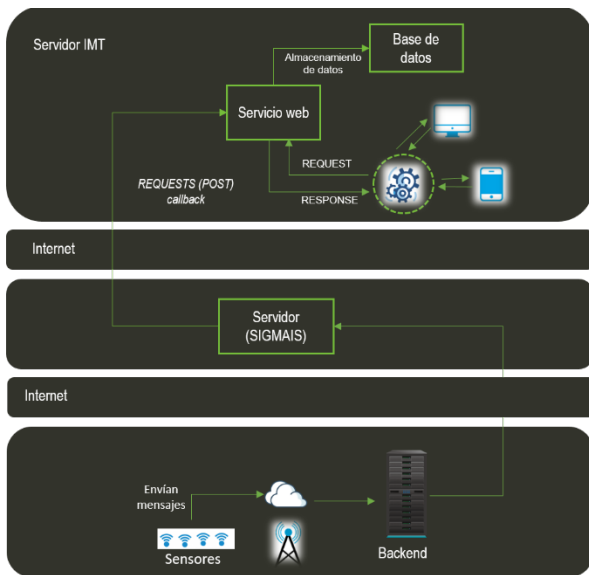 Servidor IMT
Base de
datos
Almacenamiento
de datos
Servicio web
REQUEST
REQUESTS (POST)
callback
RESPONSE
Internet
Servidor
(SIGMAIS)
Internet
Envían
mensajes
Sensores
Backend